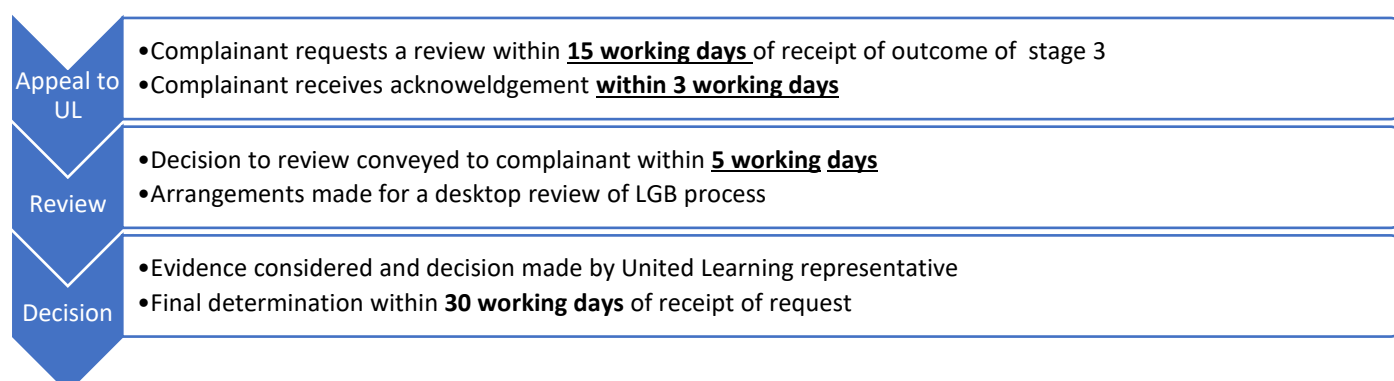 Appeal to
UL
•Complainant requests a review within 15 working days of receipt of outcome of stage 3
•Complainant receives acknoweldgement within 3 working days
Review
•Decision to review conveyed to complainant within 5 working days
•Arrangements made for a desktop review of LGB process
Decision
•Evidence considered and decision made by United Learning representative
•Final determination within 30 working days of receipt of request